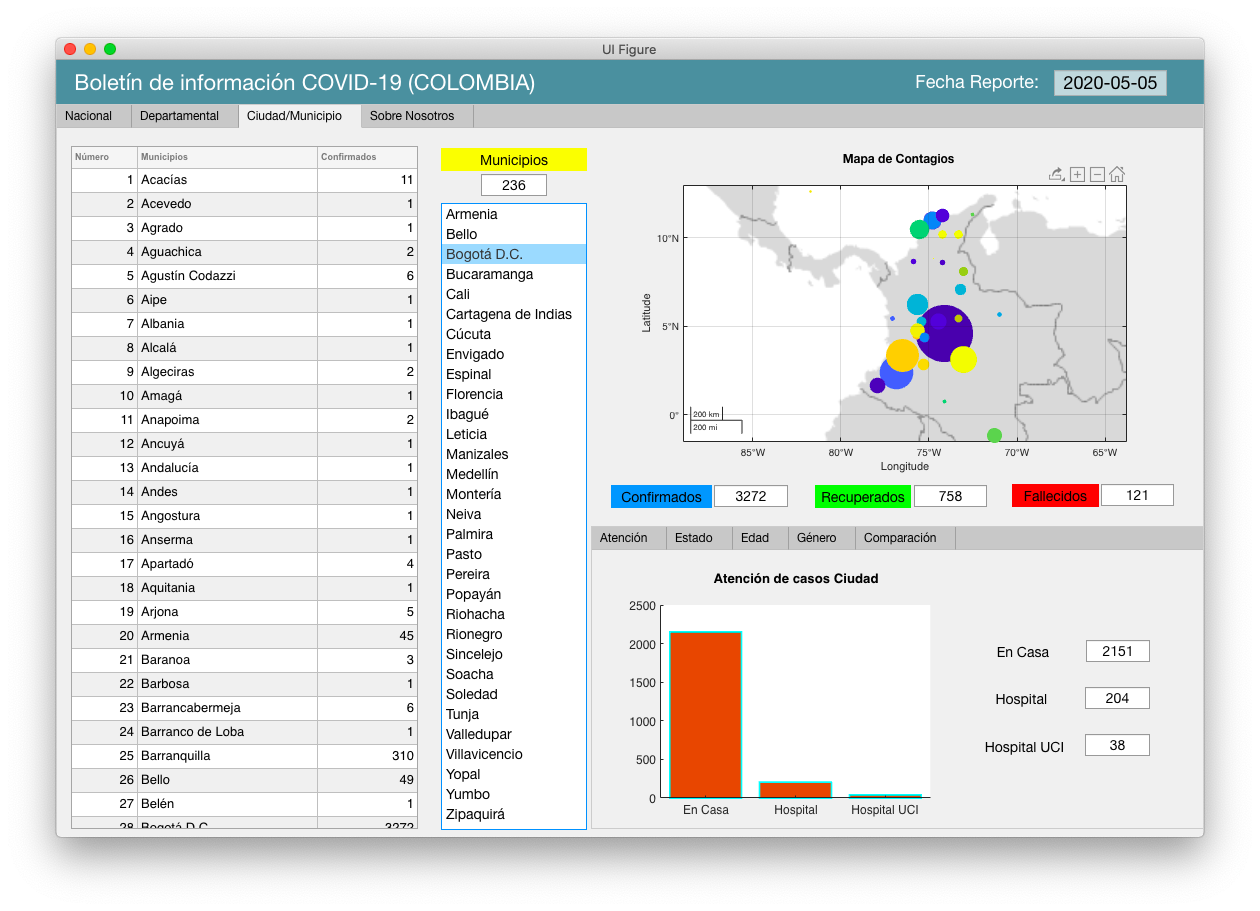 UI Figure
Boletín de información COVID-19 (COLOMBIA)
Fecha Reporte: 2020-05-05
Nacional Departamental Ciudad/Municipio Sobre Nosotros
Número Municipios Confirmados
1 Acacías 11
2 Acevedo 1
3 Agrado 1
4 Aguachica 2
5 Agustín Codazzi 6
6 Aipe 1
7 Albania 1
8 Alcalá 1
9 Algeciras 2
10 Amagá 1
11 Anapoima 2
12 Ancuyá 1
13 Andalucía 1
14 Andes 1
15 Angostura 1
16 Anserma 1
17 Apartadó 4
18 Aquitania 1
19 Arjona 5
20 Armenia 45
21 Baranoa 3
22 Barbosa 1
23 Barrancabermeja 6
24 Barranco de Loba 1
25 Barranquilla 310
26 Bello 49
27 Belén 1
28 Bogotá D.C. 3272
Municipios
236
Armenia
Bello
Bogotá D.C.
Bucaramanga
Cali
Cartagena de Indias
Cúcuta
Envigado
Espinal
Florencia
Ibagué
Leticia
Manizales
Medellín
Montería
Neiva
Palmira
Pasto
Pereira
Popayán
Riohacha
Rionegro
Sincelejo
Soacha
Soledad
Tunja
Valledupar
Villavicencio
Yopal
Yumbo
Zipaquirá
Mapa de Contagios
Latitude
10°N
5°N
0°
200 km
200 mi
85°W 80°W 75°W 70°W 65°W
Longitude
Confirmados 3272 Recuperados 758 Fallecidos 121
Atención Estado Edad Género Comparación
Atención de casos Ciudad
2500
2000
1500
1000
500
0
En Casa Hospital Hospital UCI
En Casa 2151
Hospital 204
Hospital UCI 38